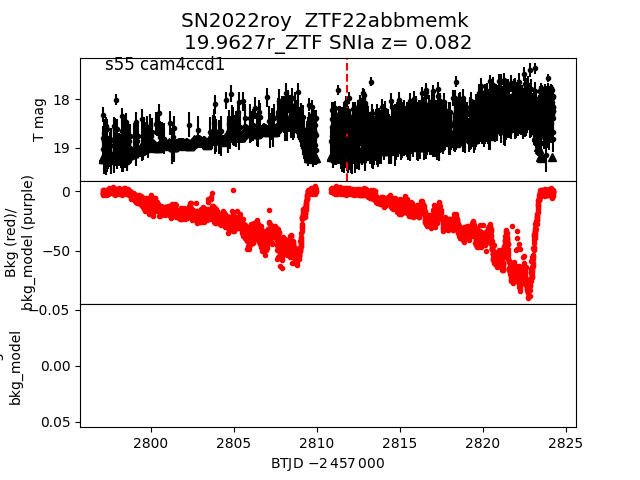 SN2022roy ZTF22abbmemk
19.9627r_ZTF SNIa z= 0.082
s55 cam4ccd1
T mag
18
19
Bkg (red)/
bkg_model (purple)
0
−50
bkg_model
−0.05
0.00
0.05
2800 2805 2810 2815 2820 2825
BTJD −2 457 000